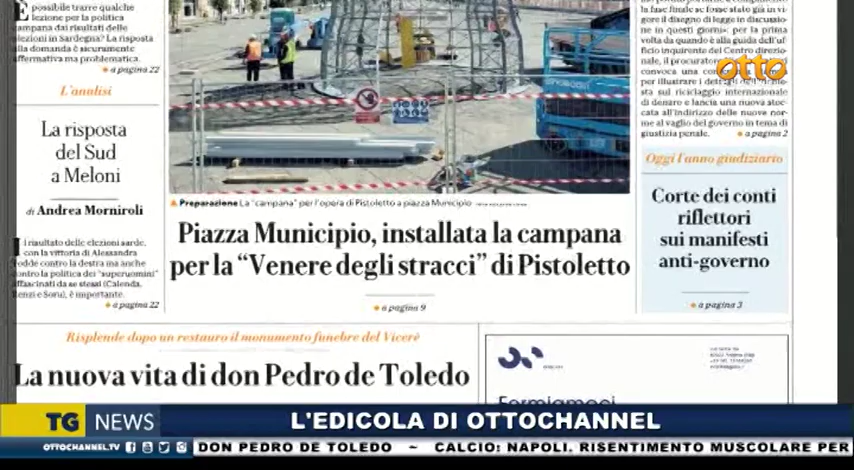 È possibile trarre qualche
lezione per la politica
campana dai risultati delle
elezioni in Sardegna? La risposta
alla domanda è sicuramente
affermativa ma problematica.
a pagina 22
L'analisi
La risposta
del Sud
a Meloni
di Andrea Morniroli
I risultato delle elezioni sarde,
con la vittoria di Alessandra
Todde contro la destra ma anche
contro la politica dei "superuomini"
affascinati da se stessi (Calenda,
Renzi e Soru), è importante.
a pagina 22
Preparazione La "campana" per l'opera di Pistoletto a piazza Municipio
Piazza Municipio, installata la campana
per la "Venere degli stracci" di Pistoletto
a pagina 9
la fase finale se fosse stato già in vi-
gore il disegno di legge in discussio-
ne in questi giorni»: per la prima
volta da quando è alla guida dell'uf-
ficio inquirente del Centro direzio-
nale, il procurato
convoca una con
per illustrare i det
sta sul riciclaggio internazionale
di denaro e lancia una nuova stoc-
cata all'indirizzo delle nuove nor-
me al vaglio del governo in tema di
giustizia penale.
a pagina 2
otto
Oggi l'anno giudiziario
Corte dei conti
riflettori
sui manifesti
anti-governo
a pagina 3
Risplende dopo un restauro il monumento funebre del Vicerè
La nuova vita di don Pedro de Toledo
Formiamoci
TG NEWS
L'EDICOLA DI OTTOCHANNEL
OTTOCHANNEL.TV
DON PEDRO DE TOLEDO ~ CALCIO: NAPOLI. RISENTIMENTO MUSCOLARE PER